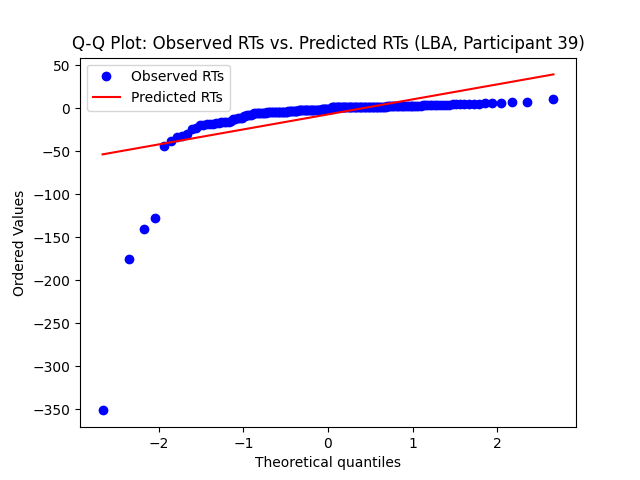 Q-Q Plot: Observed RTs vs. Predicted RTs (LBA, Participant 39)
Observed RTs
Predicted RTs
50
0
−50
−100
−150
−200
−250
−300
−350
Ordered Values
−2
−1
0
1
2
Theoretical quantiles